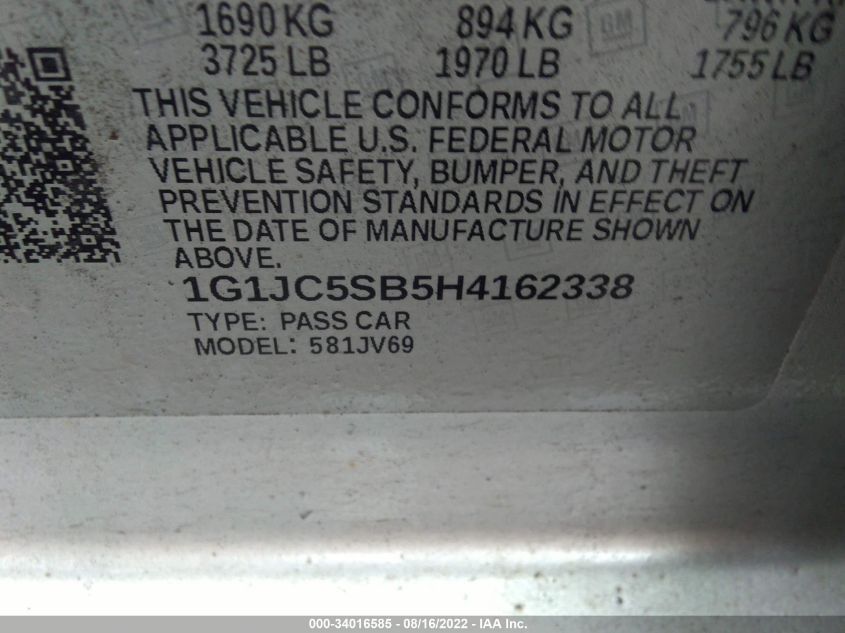 1690 KG 894 KG 796 KG
3725 LB 1970 LB 1755 LB
THIS VEHICLE CONFORMS TO ALL
APPLICABLE U.S. FEDERAL MOTOR
VEHICLE SAFETY, BUMPER, AND THEFT
PREVENTION STANDARDS IN EFFECT ON
THE DATE OF MANUFACTURE SHOWN
ABOVE.
1G1JC5SB5H4162338
TYPE: PASS CAR
MODEL: 581JV69
000-34016585 - 08/16/2022 - IAA Inc.